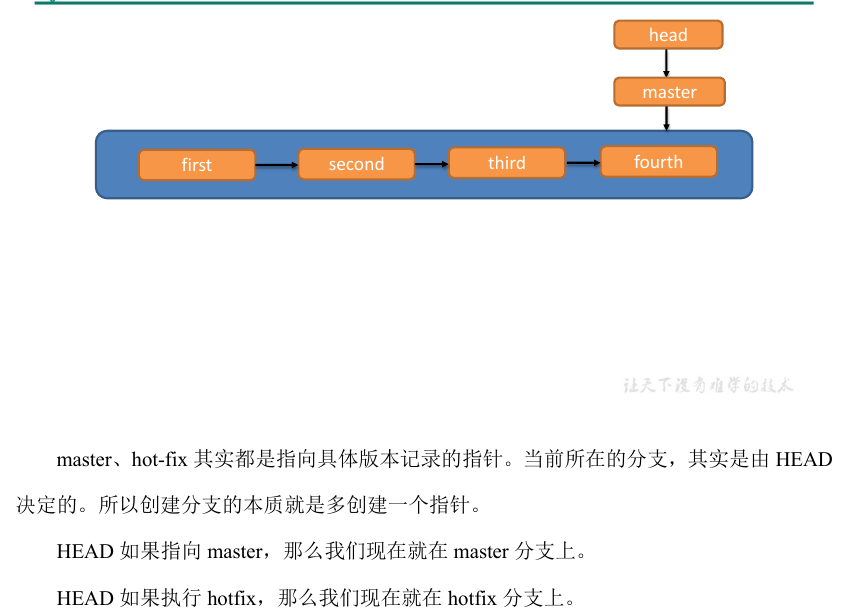 head
master
first second third fourth
让天下没有难学的技术
master、hot-fix 其实都是指向具体版本记录的指针。当前所在的分支，其实是由 HEAD
决定的。所以创建分支的本质就是多创建一个指针。
HEAD 如果指向 master，那么我们现在就在 master 分支上。
HEAD 如果执行 hotfix，那么我们现在就在 hotfix 分支上。